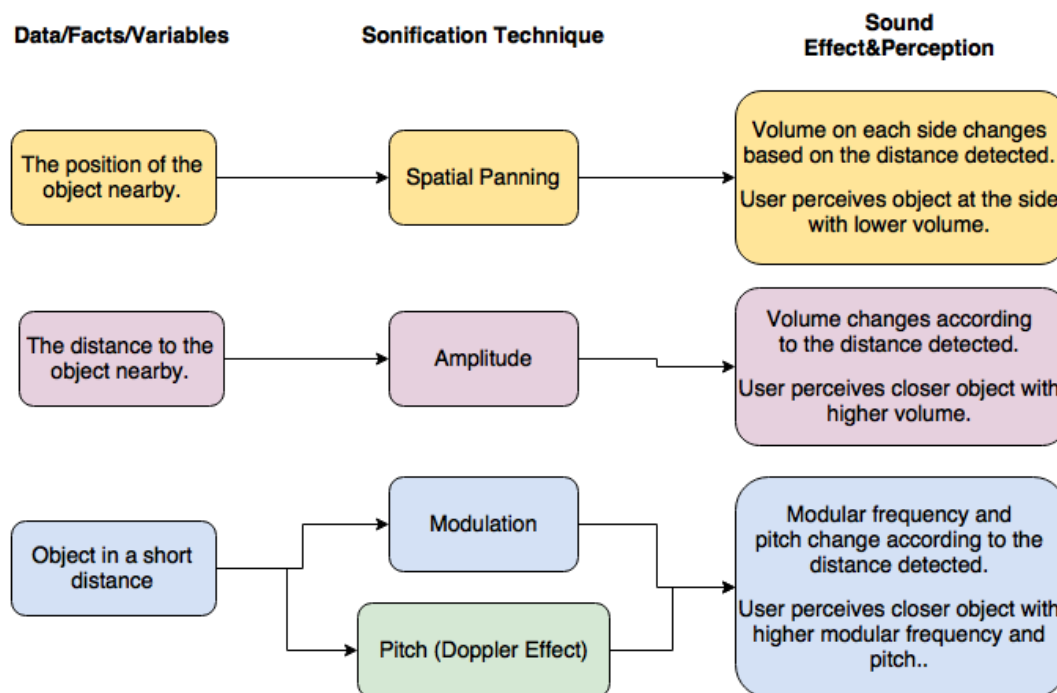 Data/Facts/Variables
Sonification Technique
Sound
Effect&Perception
The position of the
object nearby.
Spatial Panning
Volume on each side changes
based on the distance detected.
User perceives object at the side
with lower volume.
The distance to the
object nearby.
Amplitude
Volume changes according
to the distance detected.
User perceives closer object with
higher volume.
Object in a short
distance
Modulation
Pitch (Doppler Effect)
Modular frequency and
pitch change according to the
distance detected.
User perceives closer object with
higher modular frequency and
pitch..